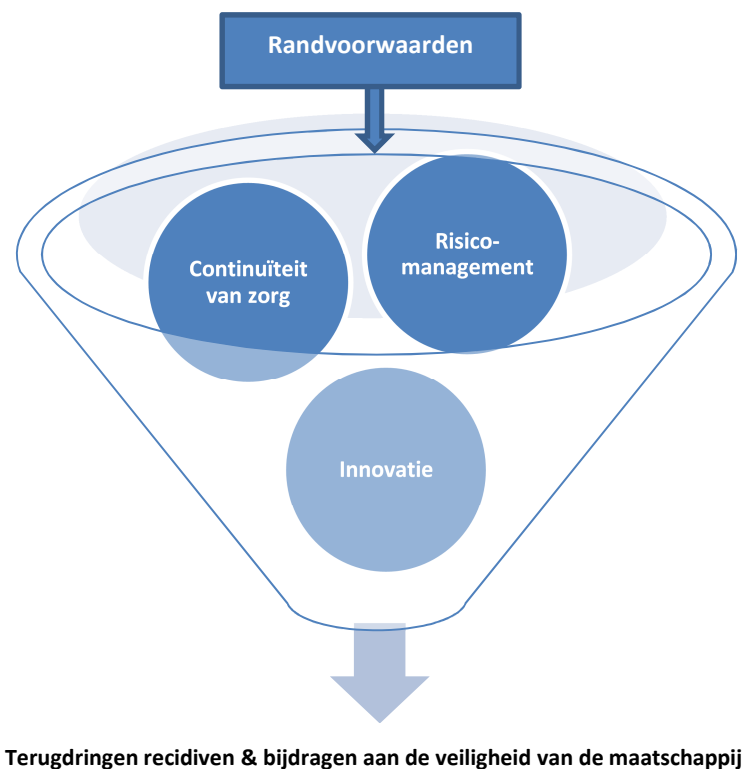 Randvoorwaarden
Continuïteit
van zorg
Risico-
management
Innovatie
Terugdringen recidiven & bijdragen aan de veiligheid van de maatschappij